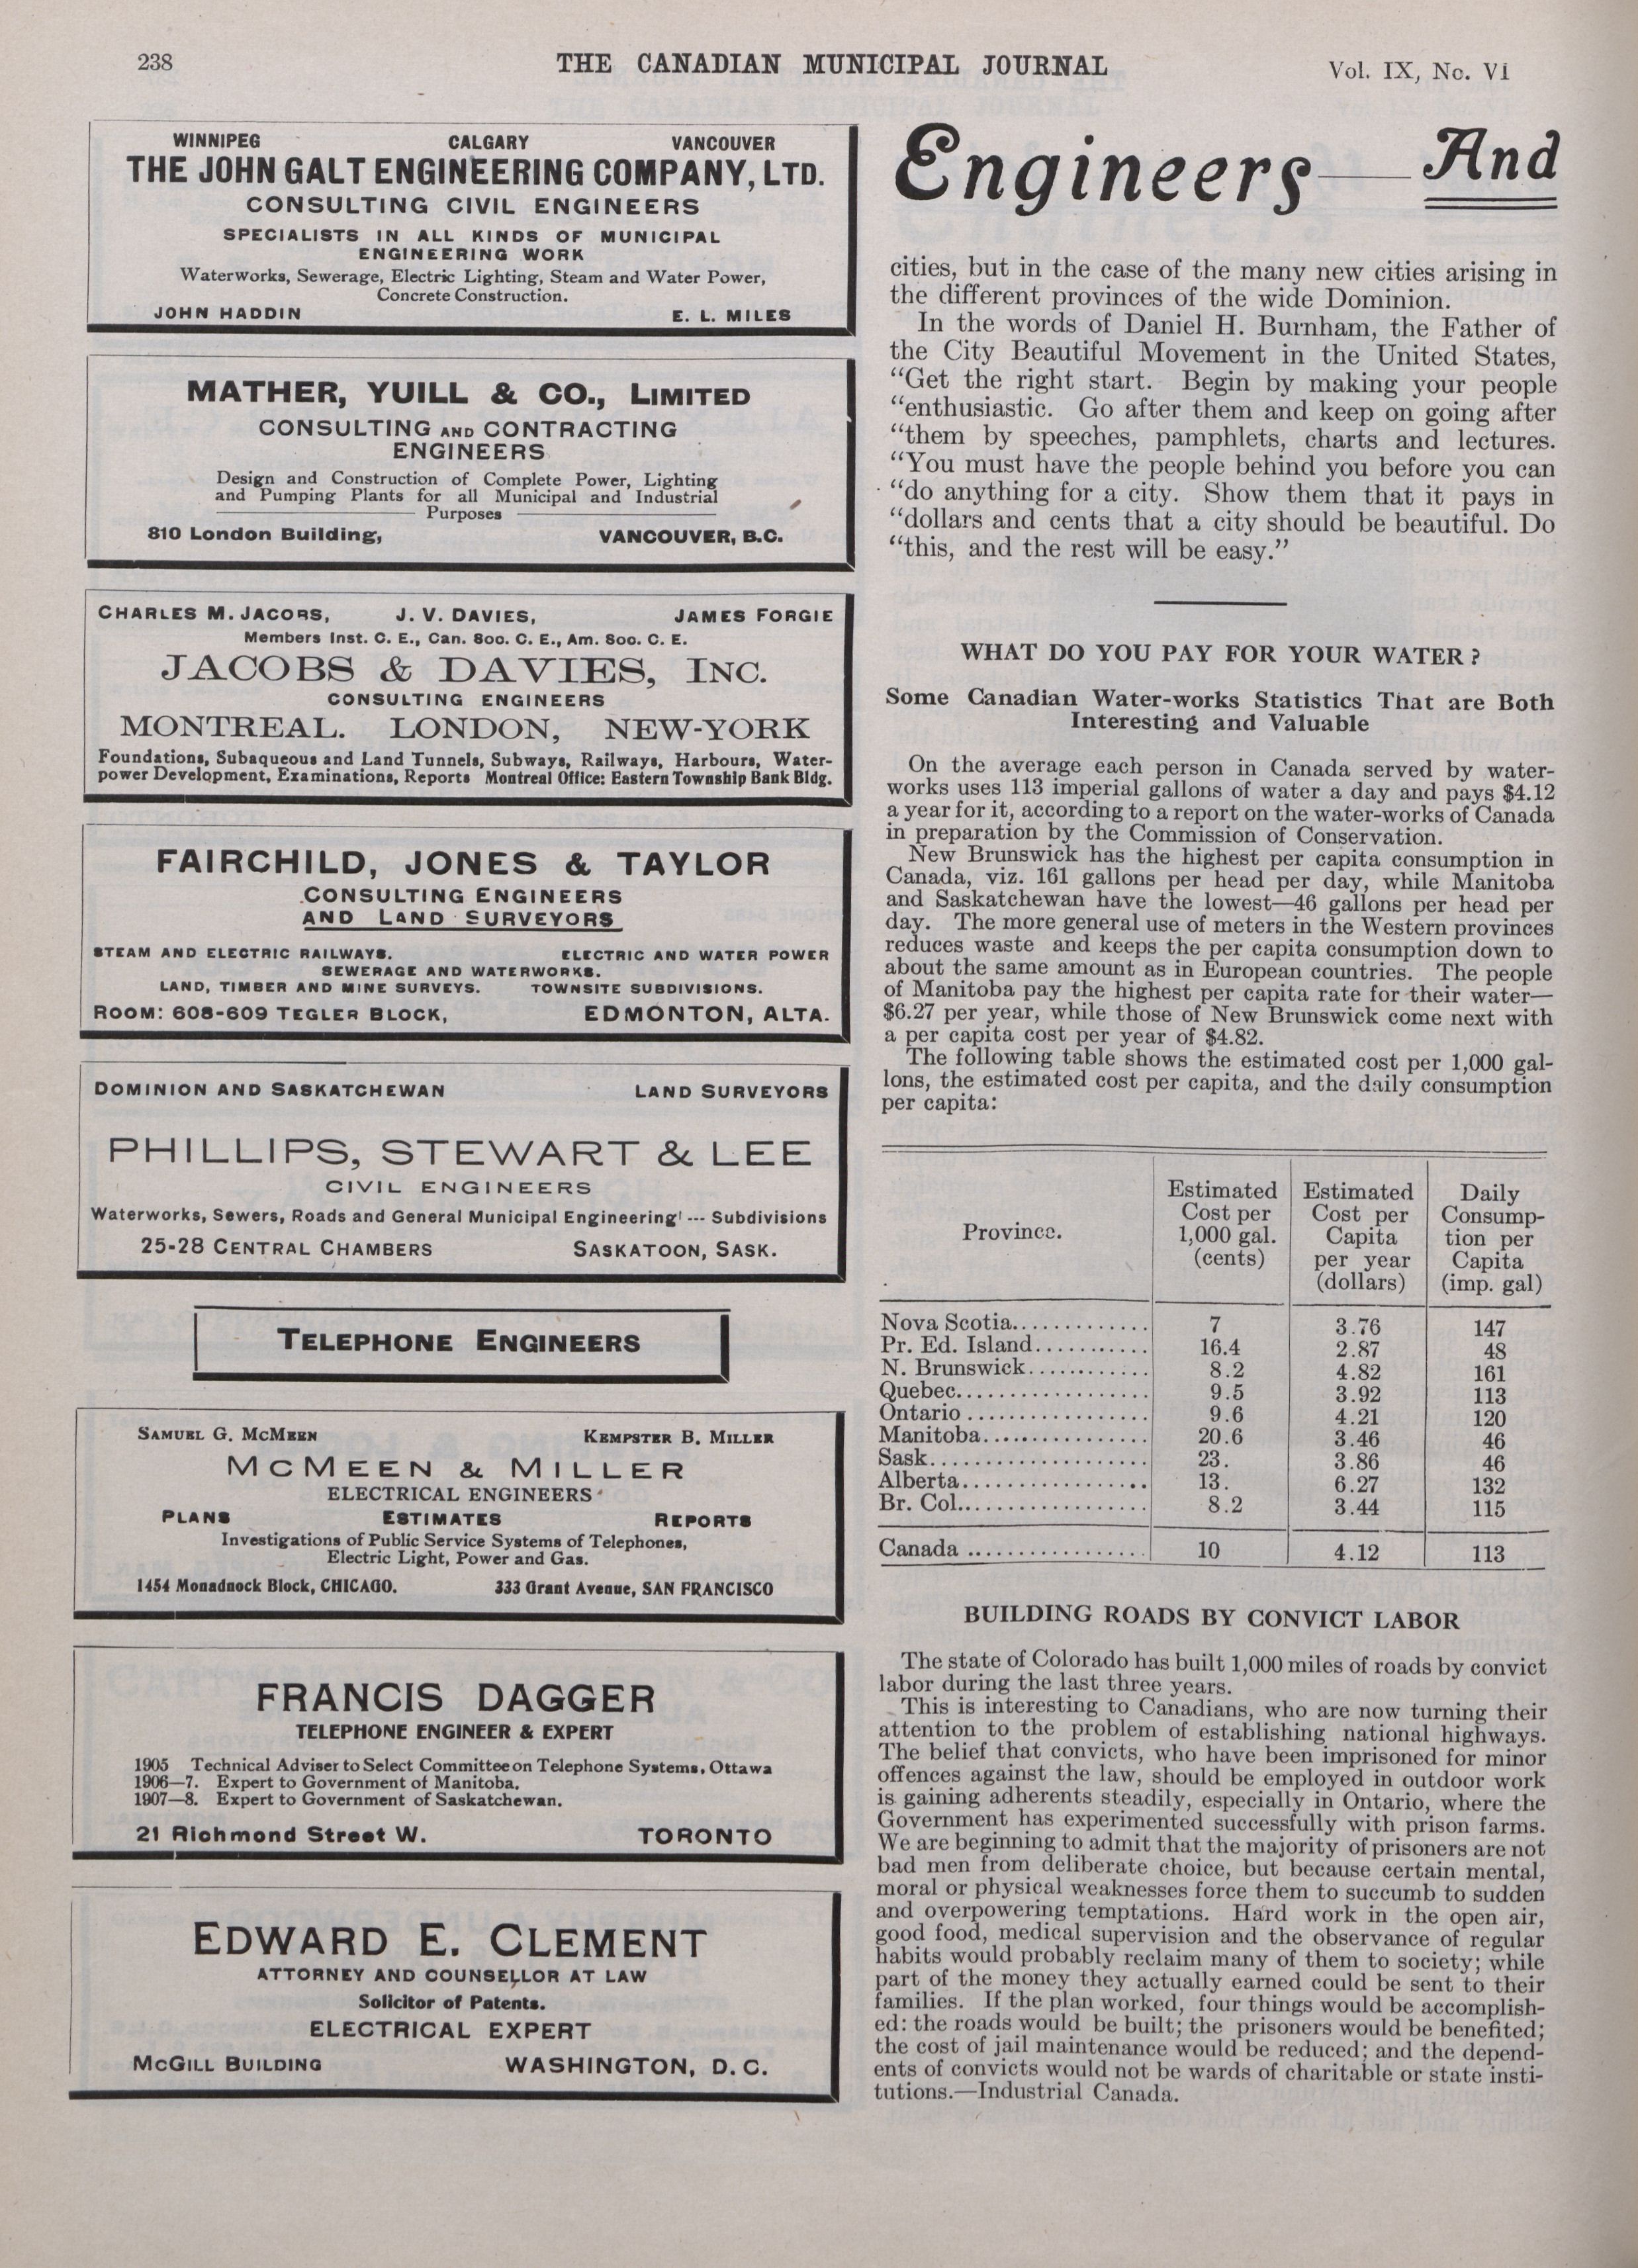 238
THE CANADIAN MUNICIPAL JOURNAL
Vol. IX, No. VI
WINNIPEG CALGARY VANCOUVER
THE JOHN GALT ENGINEERING COMPANY, LTD.
CONSULTING CIVIL ENGINEERS
SPECIALISTS IN ALL KINDS OF MUNICIPAL
ENGINEERING WORK
Waterworks, Sewerage, Electric Lighting, Steam and Water Power,
Concrete Construction.
JOHN HADDIN E. L. MILES
MATHER, YUILL & CO., LIMITED
CONSULTING AND CONTRACTING
ENGINEERS
Design and Construction of Complete Power, Lighting
and Pumping Plants for all Municipal and Industrial
Purposes
810 London Building, VANCOUVER, B.C.
CHARLES M. JACOBS, J. V. DAVIES, JAMES FORGIE
Members Inst. C. E., Can. Soc. C. E., Am. Soc. C. E.
JACOBS & DAVIES, INC.
CONSULTING ENGINEERS
MONTREAL. LONDON, NEW-YORK
Foundations, Subaqueous and Land Tunnels, Subways, Railways, Harbours, Water-
power Development, Examinations, Reports Montreal Office: Eastern Township Bank Bldg.
FAIRCHILD, JONES & TAYLOR
CONSULTING ENGINEERS
AND LAND SURVEYORS
STEAM AND ELECTRIC RAILWAYS. ELECTRIC AND WATER POWER
SEWERAGE AND WATERWORKS.
LAND, TIMBER AND MINE SURVEYS. TOWNSITE SUBDIVISIONS.
ROOM: 608-609 TEGLER BLOCK, EDMONTON, ALTA.
DOMINION AND SASKATCHEWAN LAND SURVEYORS
PHILLIPS, STEWART & LEE
CIVIL ENGINEERS
Waterworks, Sewers, Roads and General Municipal Engineering --- Subdivisions
25-28 CENTRAL CHAMBERS SASKATOON, SASK.
TELEPHONE ENGINEERS
SAMUEL G. MCMEEN KEMPSTER B. MILLER
MCMEEN & MILLER
ELECTRICAL ENGINEERS
PLANS ESTIMATES REPORTS
Investigations of Public Service Systems of Telephones,
Electric Light, Power and Gas.
1454 Monadnock Block, CHICAGO. 333 Grant Avenue, SAN FRANCISCO
FRANCIS DAGGER
TELEPHONE ENGINEER & EXPERT
1905 Technical Adviser to Select Committee on Telephone Systems, Ottawa
1906—7. Expert to Government of Manitoba.
1907—8. Expert to Government of Saskatchewan.
21 Richmond Street W. TORONTO
EDWARD E. CLEMENT
ATTORNEY AND COUNSELLOR AT LAW
Solicitor of Patents.
ELECTRICAL EXPERT
MCGILL BUILDING WASHINGTON, D.C.
Engineers And
cities, but in the case of the many new cities arising in
the different provinces of the wide Dominion.
In the words of Daniel H. Burnham, the Father of
the City Beautiful Movement in the United States,
“Get the right start. Begin by making your people
“enthusiastic. Go after them and keep on going after
“them by speeches, pamphlets, charts and lectures.
“You must have the people behind you before you can
“do anything for a city. Show them that it pays in
“dollars and cents that a city should be beautiful. Do
“this, and the rest will be easy.”
WHAT DO YOU PAY FOR YOUR WATER?
Some Canadian Water-works Statistics That are Both
Interesting and Valuable
On the average each person in Canada served by water-
works uses 113 imperial gallons of water a day and pays $4.12
a year for it, according to a report on the water-works of Canada
in preparation by the Commission of Conservation.
New Brunswick has the highest per capita consumption in
Canada, viz. 161 gallons per head per day, while Manitoba
and Saskatchewan have the lowest—46 gallons per head per
day. The more general use of meters in the Western provinces
reduces waste and keeps the per capita consumption down to
about the same amount as in European countries. The people
of Manitoba pay the highest per capita rate for their water—
$6.27 per year, while those of New Brunswick come next with
a per capita cost per year of $4.82.
The following table shows the estimated cost per 1,000 gal-
lons, the estimated cost per capita, and the daily consumption
per capita:
Province. Estimated Cost per 1,000 gal. (cents) Estimated Cost per Capita per year (dollars) Daily Consump-tion per Capita (imp. gal)
Nova Scotia............. 7 3.76 147
Pr. Ed. Island........... 16.4 2.87 48
N. Brunswick............ 8.2 4.82 161
Quebec................... 9.5 3.92 113
Ontario.................. 9.6 4.21 120
Manitoba................ 20.6 3.46 46
Sask..................... 23. 3.86 46
Alberta.................. 13. 6.27 132
Br. Col................... 8.2 3.44 115
Canada.................. 10 4.12 113
BUILDING ROADS BY CONVICT LABOR
The state of Colorado has built 1,000 miles of roads by convict
labor during the last three years.
This is interesting to Canadians, who are now turning their
attention to the problem of establishing national highways.
The belief that convicts, who have been imprisoned for minor
offences against the law, should be employed in outdoor work
is gaining adherents steadily, especially in Ontario, where the
Government has experimented successfully with prison farms.
We are beginning to admit that the majority of prisoners are not
bad men from deliberate choice, but because certain mental,
moral or physical weaknesses force them to succumb to sudden
and overpowering temptations. Hard work in the open air,
good food, medical supervision and the observance of regular
habits would probably reclaim many of them to society; while
part of the money they actually earned could be sent to their
families. If the plan worked, four things would be accomplish-
ed: the roads would be built; the prisoners would be benefited;
the cost of jail maintenance would be reduced; and the depend-
ents of convicts would not be wards of charitable or state insti-
tutions.—Industrial Canada.